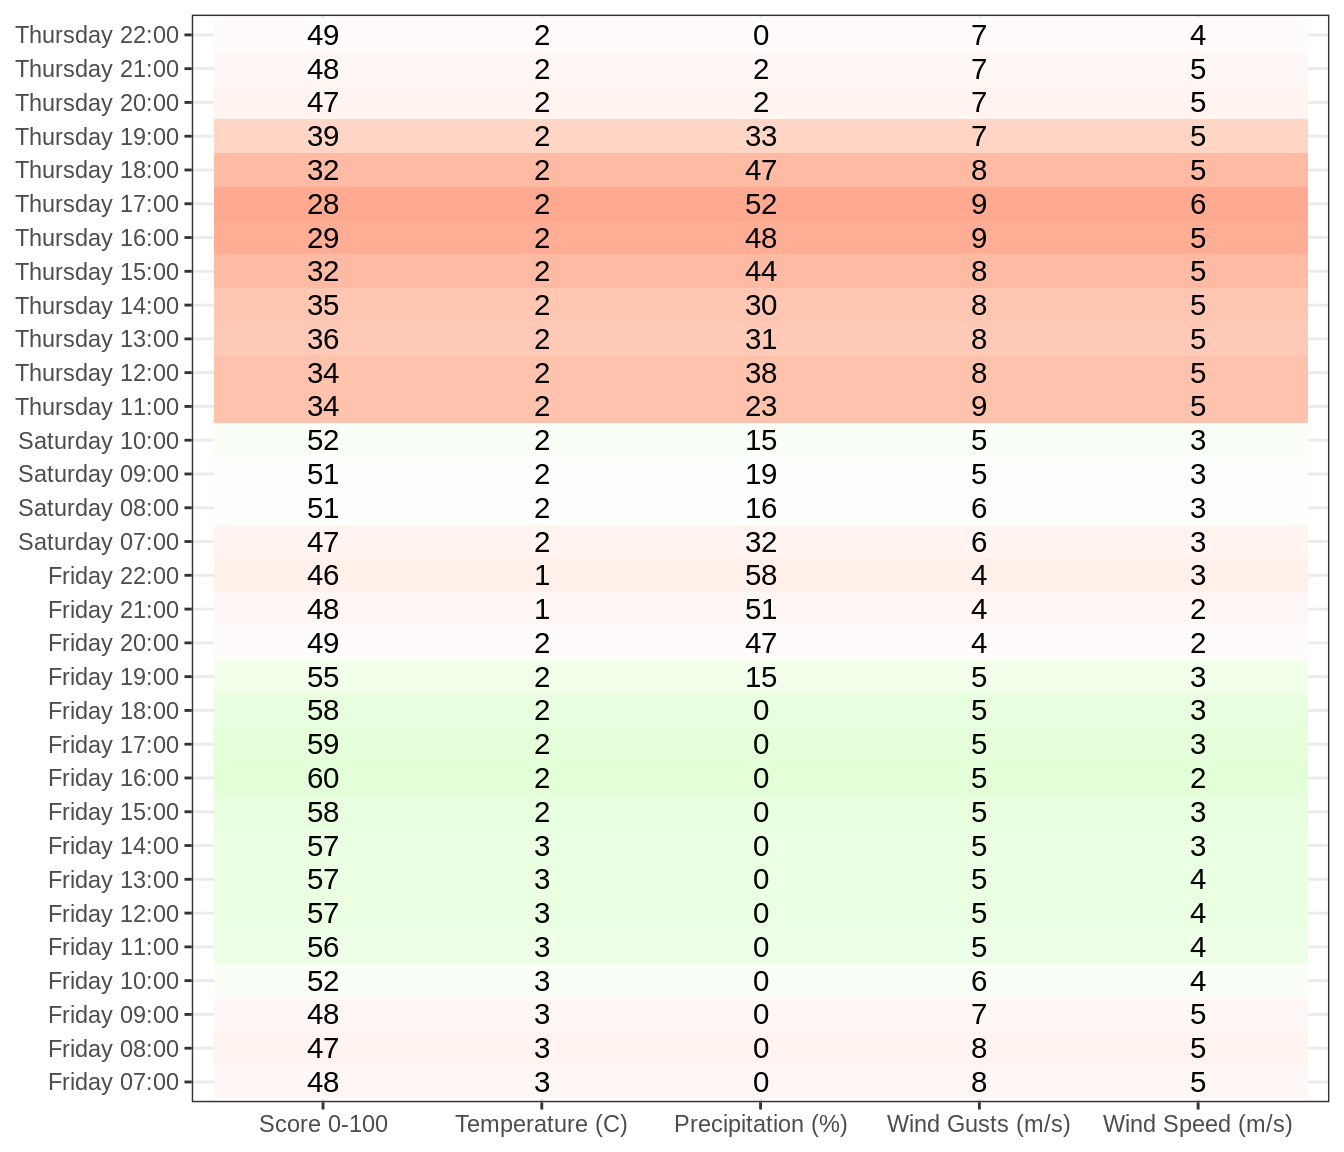 Thursday 22:00 49 2 0 7 4
Thursday 21:00 48 2 2 7 5
Thursday 20:00 47 2 2 7 5
Thursday 19:00 39 2 33 7 5
Thursday 18:00 32 2 47 8 5
Thursday 17:00 28 2 52 9 6
Thursday 16:00 29 2 48 9 5
Thursday 15:00 32 2 44 8 5
Thursday 14:00 35 2 30 8 5
Thursday 13:00 36 2 31 8 5
Thursday 12:00 34 2 38 8 5
Thursday 11:00 34 2 23 9 5
Saturday 10:00 52 2 15 5 3
Saturday 09:00 51 2 19 5 3
Saturday 08:00 51 2 16 6 3
Saturday 07:00 47 2 32 6 3
Friday 22:00 46 1 58 4 3
Friday 21:00 48 1 51 4 2
Friday 20:00 49 2 47 4 2
Friday 19:00 55 2 15 5 3
Friday 18:00 58 2 0 5 3
Friday 17:00 59 2 0 5 3
Friday 16:00 60 2 0 5 2
Friday 15:00 58 2 0 5 3
Friday 14:00 57 3 0 5 3
Friday 13:00 57 3 0 5 4
Friday 12:00 57 3 0 5 4
Friday 11:00 56 3 0 5 4
Friday 10:00 52 3 0 6 4
Friday 09:00 48 3 0 7 5
Friday 08:00 47 3 0 8 5
Friday 07:00 48 3 0 8 5
Score 0-100 Temperature (C) Precipitation (%) Wind Gusts (m/s) Wind Speed (m/s)